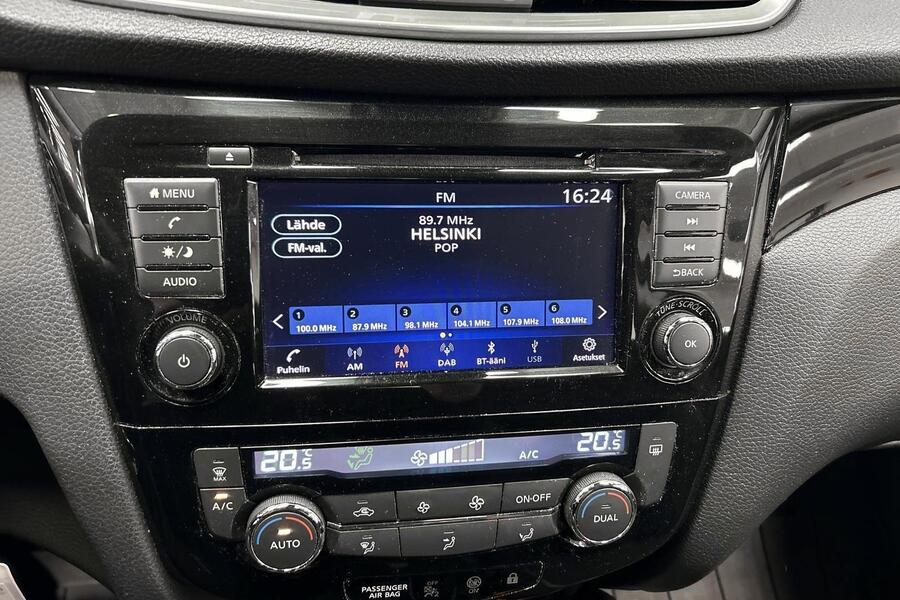 MENU
AUDIO
VOLUME
FM
16:24
Lähde
FM-val.
89.7 MHz
HELSINKI
POP
1
100.0 MHz
2
87.9 MHz
3
98.1 MHz
4
104.1 MHz
5
107.9 MHz
6
108.0 MHz
Puhelin
AM
FM
DAB
BT-ääni
USB
Asetukset
CAMERA
BACK
TUNE·SCROLL
OK
20.5°C
A/C
20.5°C
MAX
A/C
AUTO
ON·OFF
DUAL
PASSENGER
AIR BAG
OFF
ON